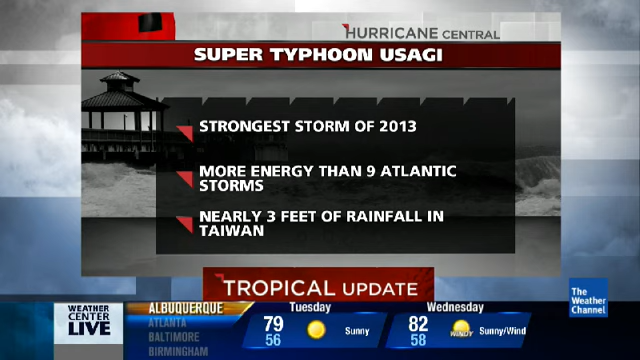 HURRICANE CENTRAL
SUPER TYPHOON USAGI
STRONGEST STORM OF 2013
MORE ENERGY THAN 9 ATLANTIC
STORMS
NEARLY 3 FEET OF RAINFALL IN
TAIWAN
TROPICAL UPDATE
The
Weather
Channel
WEATHER
CENTER
LIVE
ALBUQUERQUE
ATLANTA
BALTIMORE
BIRMINGHAM
Tuesday
79
56
Sunny
Wednesday
82
58
WINDY
Sunny/Wind